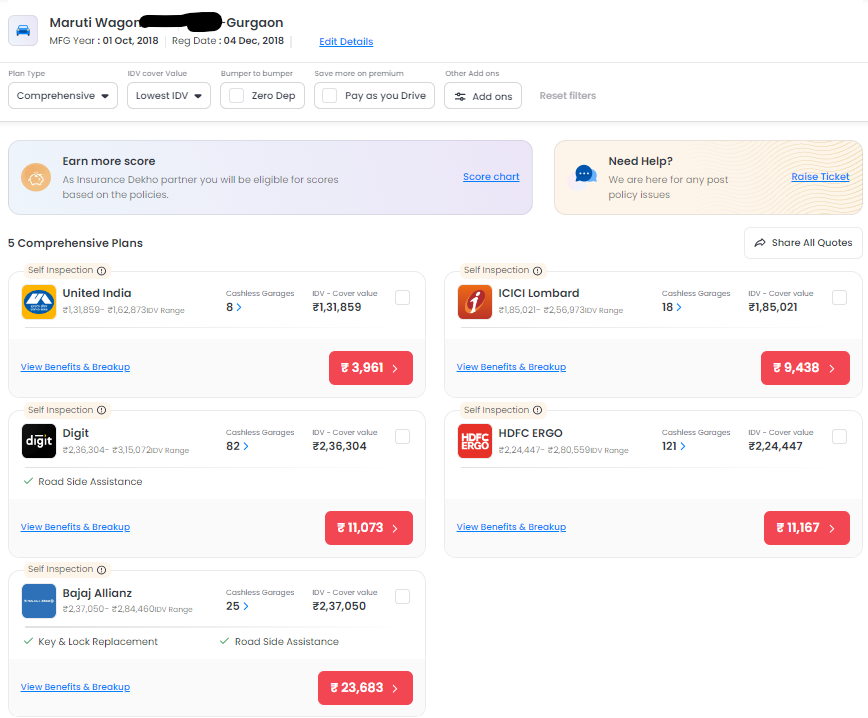 Maruti Wagon -Gurgaon
MFG Year : 01 Oct, 2018 Reg Date : 04 Dec, 2018 Edit Details
Plan Type IDV cover Value Bumper to bumper Save more on premium Other Add ons
Comprehensive Lowest IDV Zero Dep Pay as you Drive Add ons Reset filters
Earn more score
As Insurance Dekho partner you will be eligible for scores
based on the policies.
Score chart
Need Help?
We are here for any post
policy issues
Raise Ticket
5 Comprehensive Plans
Share All Quotes
Self Inspection
United India
₹1,31,859- ₹1,62,873IDV Range
Cashless Garages
8
IDV - Cover value
₹1,31,859
View Benefits & Breakup
₹ 3,961
Self Inspection
ICICI Lombard
₹1,85,021- ₹2,56,973IDV Range
Cashless Garages
18
IDV - Cover value
₹1,85,021
View Benefits & Breakup
₹ 9,438
Self Inspection
digit
Digit
₹2,36,304- ₹3,15,072IDV Range
Cashless Garages
82
IDV - Cover value
₹2,36,304
Road Side Assistance
View Benefits & Breakup
₹ 11,073
Self Inspection
HDFC
ERGO
HDFC ERGO
₹2,24,447- ₹2,80,559IDV Range
Cashless Garages
121
IDV - Cover value
₹2,24,447
View Benefits & Breakup
₹ 11,167
Self Inspection
Bajaj Allianz
₹2,37,050- ₹2,84,460IDV Range
Cashless Garages
25
IDV - Cover value
₹2,37,050
Key & Lock Replacement Road Side Assistance
View Benefits & Breakup
₹ 23,683